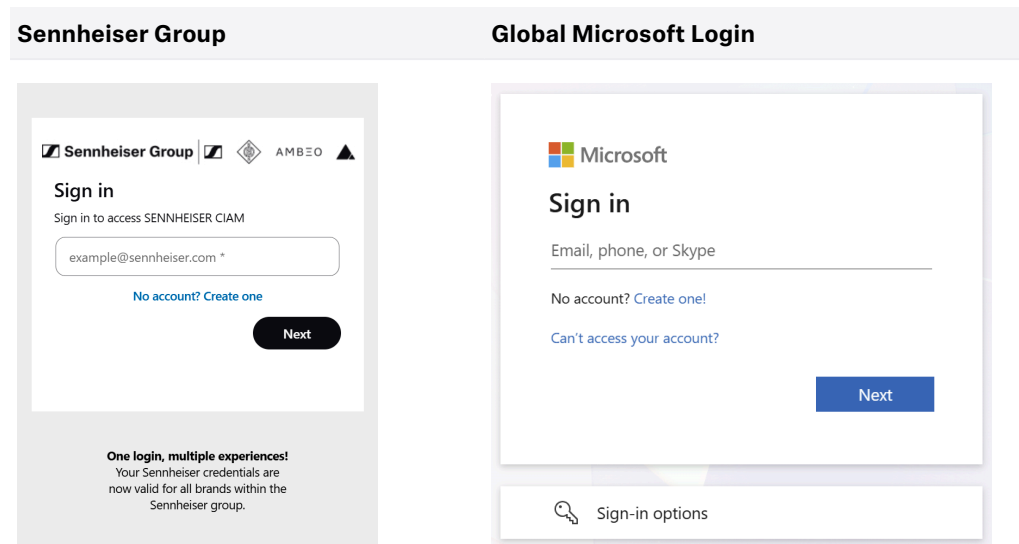 Sennheiser Group
Global Microsoft Login
Sennheiser Group
AMBEO
Sign in
Sign in to access SENNHEISER CIAM
example@sennheiser.com *
No account? Create one
Next
One login, multiple experiences!
Your Sennheiser credentials are
now valid for all brands within the
Sennheiser group.
Microsoft
Sign in
Email, phone, or Skype
No account? Create one!
Can't access your account?
Next
Sign-in options